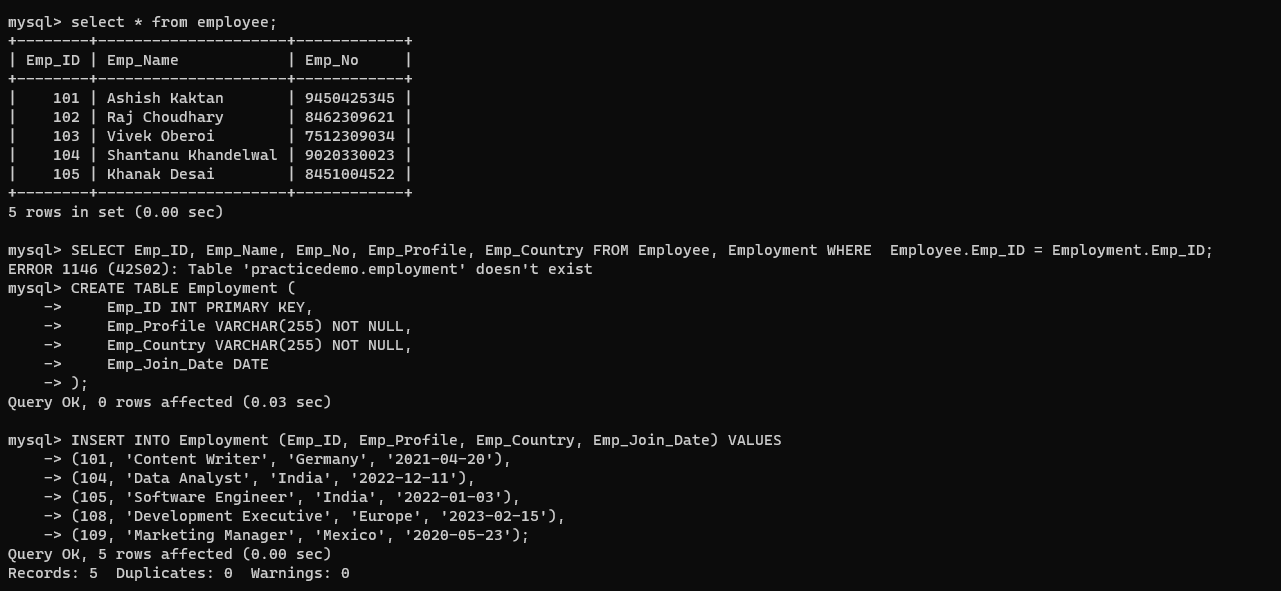 mysql> select * from employee;
+--------+--------------------+------------+
| Emp_ID | Emp_Name           | Emp_No     |
+--------+--------------------+------------+
|    101 | Ashish Kaktan      | 9450425345 |
|    102 | Raj Choudhary      | 8462309621 |
|    103 | Vivek Oberoi       | 7512309034 |
|    104 | Shantanu Khandelwal | 9020330023 |
|    105 | Khanak Desai       | 8451004522 |
+--------+--------------------+------------+
5 rows in set (0.00 sec)

mysql> SELECT Emp_ID, Emp_Name, Emp_No, Emp_Profile, Emp_Country FROM Employee, Employment WHERE  Employee.Emp_ID = Employment.Emp_ID;
ERROR 1146 (42S02): Table 'practicedemo.employment' doesn't exist
mysql> CREATE TABLE Employment (
    ->     Emp_ID INT PRIMARY KEY,
    ->     Emp_Profile VARCHAR(255) NOT NULL,
    ->     Emp_Country VARCHAR(255) NOT NULL,
    ->     Emp_Join_Date DATE
    -> );
Query OK, 0 rows affected (0.03 sec)

mysql> INSERT INTO Employment (Emp_ID, Emp_Profile, Emp_Country, Emp_Join_Date) VALUES
    -> (101, 'Content Writer', 'Germany', '2021-04-20'),
    -> (104, 'Data Analyst', 'India', '2022-12-11'),
    -> (105, 'Software Engineer', 'India', '2022-01-03'),
    -> (108, 'Development Executive', 'Europe', '2023-02-15'),
    -> (109, 'Marketing Manager', 'Mexico', '2020-05-23');
Query OK, 5 rows affected (0.00 sec)
Records: 5  Duplicates: 0  Warnings: 0